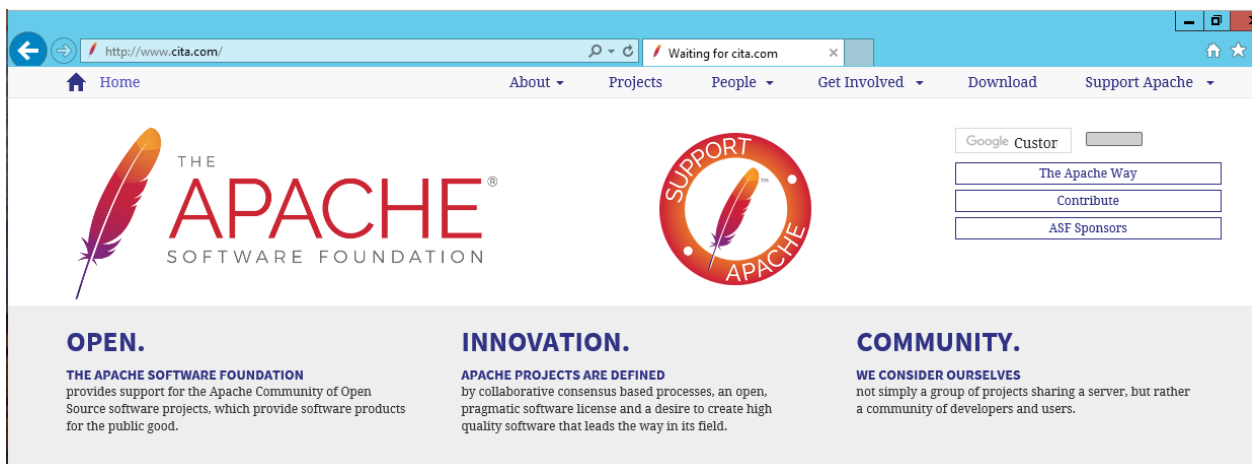 http://www.cita.com/
Waiting for cita.com
Home About Projects People Get Involved Download Support Apache
THE
APACHE®
SOFTWARE FOUNDATION
SUPPORT
APACHE
™
Google Custor
The Apache Way
Contribute
ASF Sponsors
OPEN.
THE APACHE SOFTWARE FOUNDATION
provides support for the Apache Community of Open
Source software projects, which provide software products
for the public good.
INNOVATION.
APACHE PROJECTS ARE DEFINED
by collaborative consensus based processes, an open,
pragmatic software license and a desire to create high
quality software that leads the way in its field.
COMMUNITY.
WE CONSIDER OURSELVES
not simply a group of projects sharing a server, but rather
a community of developers and users.